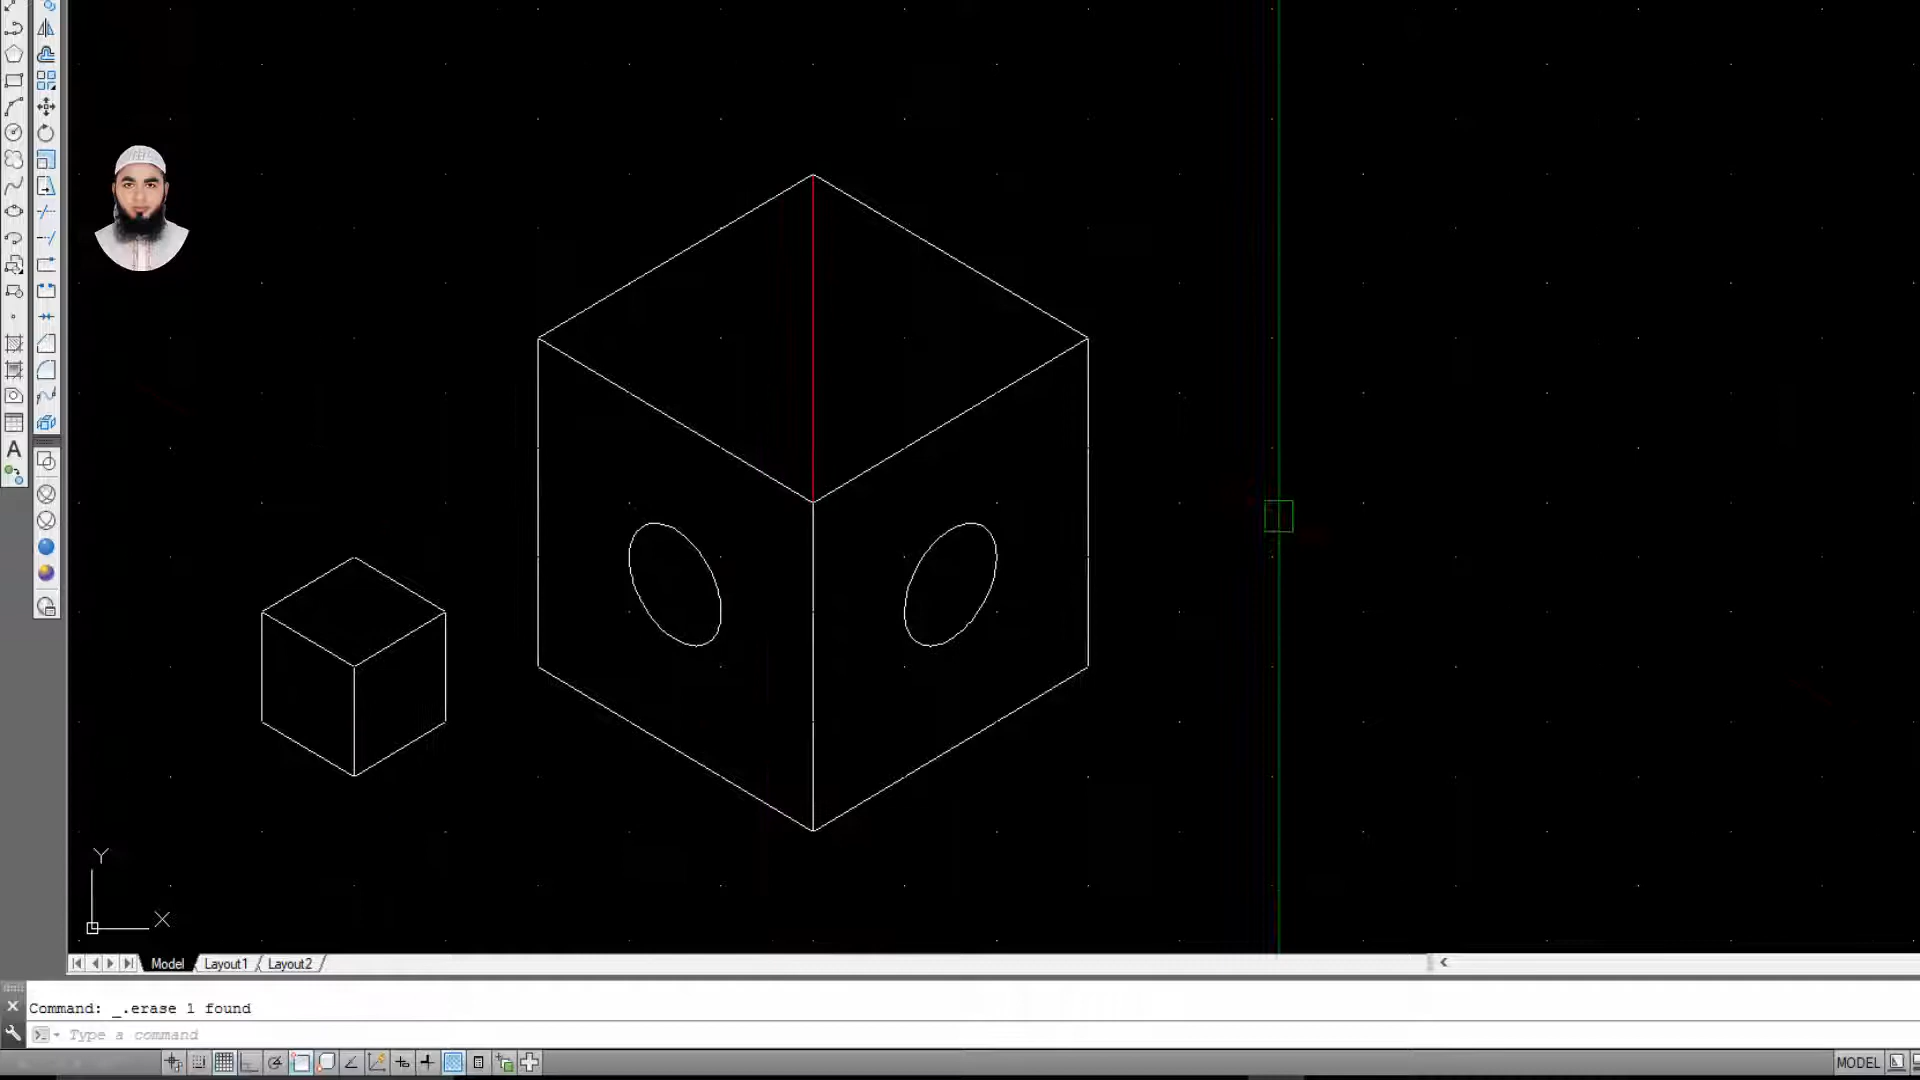 A
Y
X
Model
Layout1
Layout2
Command: _.erase 1 found
Type a command
MODEL